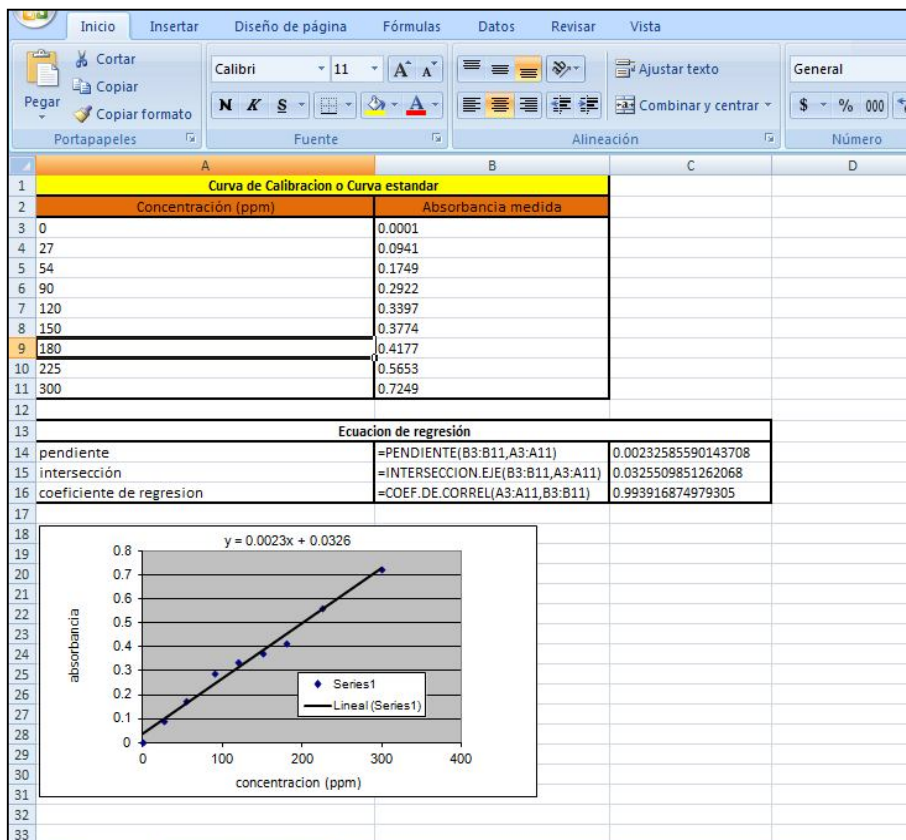 Inicio Insertar Diseño de página Fórmulas Datos Revisar Vista
Pegar
Cortar
Copiar
Copiar formato
Portapapeles
Calibri 11 A A
N K S A
Fuente
Ajustar texto
Combinar y centrar
Alineación
General
$ % 000
Número
A B C D
1 Curva de Calibracion o Curva estandar
2 Concentración (ppm) Absorbancia medida
3 0 0.0001
4 27 0.0941
5 54 0.1749
6 90 0.2922
7 120 0.3397
8 150 0.3774
9 180 0.4177
10 225 0.5653
11 300 0.7249
12
13 Ecuacion de regresión
14 pendiente =PENDIENTE(B3:B11,A3:A11) 0.00232585590143708
15 intersección =INTERSECCION.EJE(B3:B11,A3:A11) 0.0325509851262068
16 coeficiente de regresion =COEF.DE.CORREL(A3:A11,B3:B11) 0.993916874979305
17
18
19
20
21
22
23
24
25
26
27
28
29
30
31
32
33
y = 0.0023x + 0.0326
absorbancia
0.8
0.7
0.6
0.5
0.4
0.3
0.2
0.1
0
Series1
Lineal (Series1)
0 100 200 300 400
concentracion (ppm)